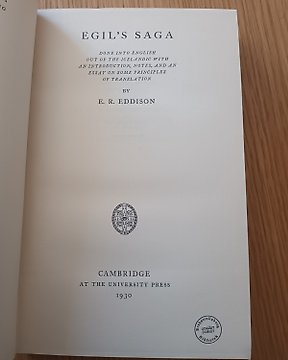 EGIL'S SAGA
DONE INTO ENGLISH
OUT OF THE ICELANDIC WITH
AN INTRODUCTION, NOTES, AND AN
ESSAY ON SOME PRINCIPLES
OF TRANSLATION
BY
E. R. EDDISON
CAMBRIDGE
AT THE UNIVERSITY PRESS
1930